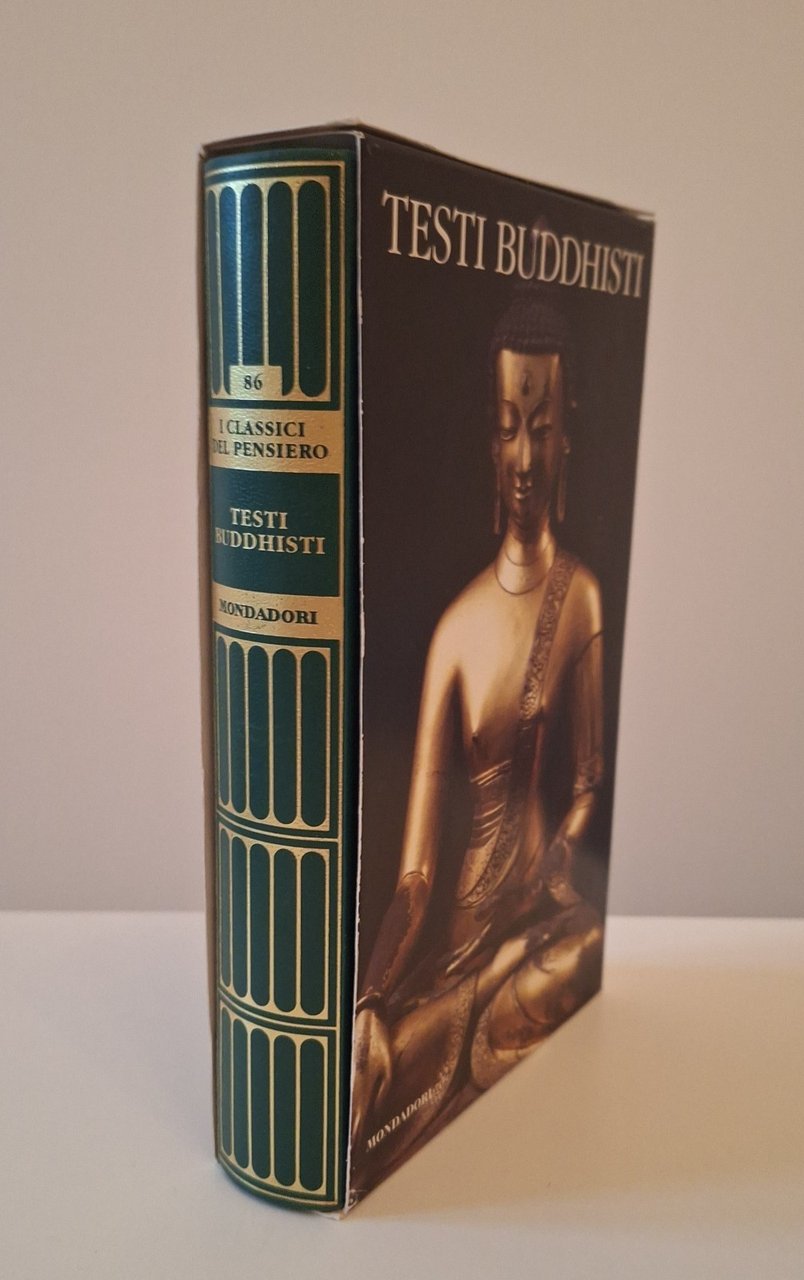 86
I CLASSICI
DEL PENSIERO
TESTI
BUDDHISTI
MONDADORI
TESTI BUDDHISTI
MONDADORI